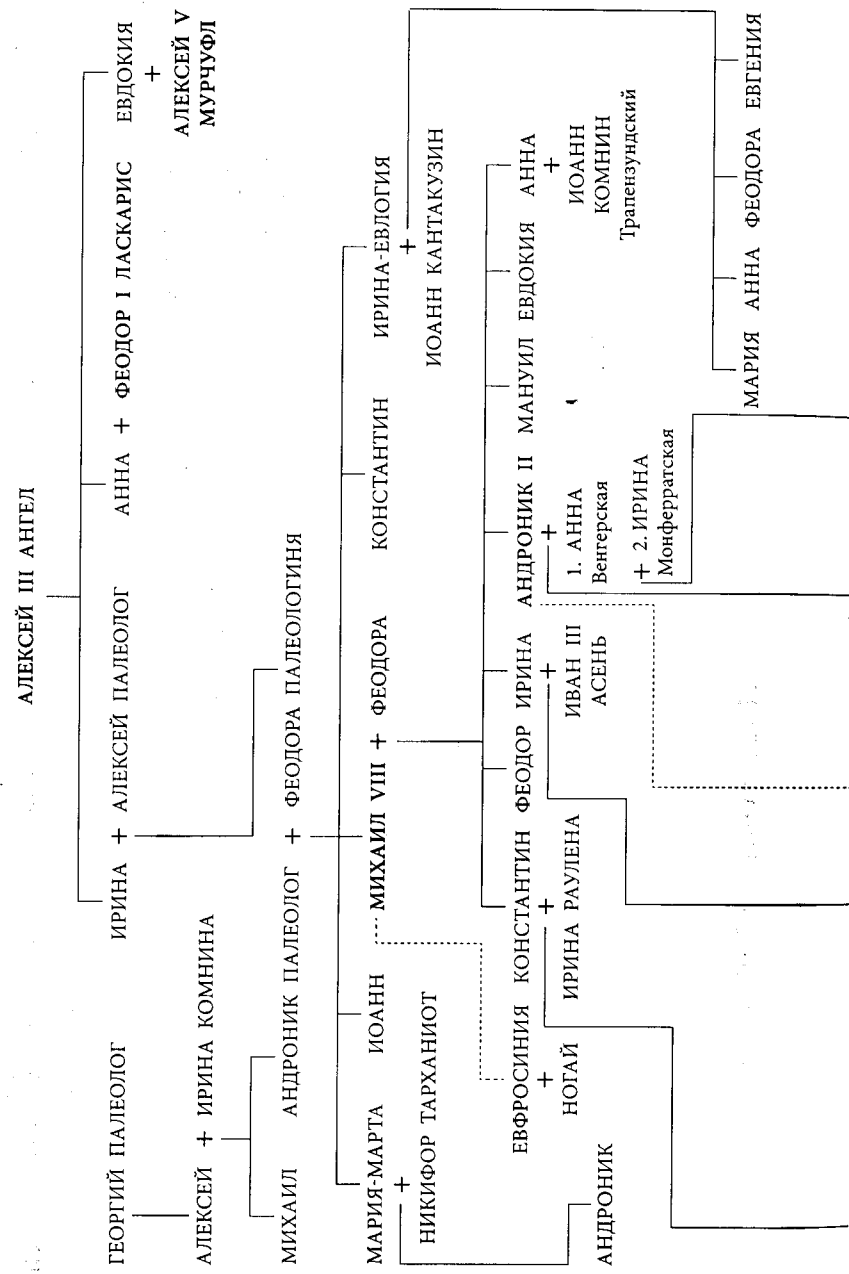 АЛЕКСЕЙ III АНГЕЛ
ГЕОРГИЙ ПАЛЕОЛОГ
ИРИНА + АЛЕКСЕЙ ПАЛЕОЛОГ
АННА + ФЕОДОР I ЛАСКАРИС
ЕВДОКИЯ
+
АЛЕКСЕЙ V
МУРЧУФЛ
АЛЕКСЕЙ + ИРИНА КОМНИНА
МИХАИЛ
АНДРОНИК ПАЛЕОЛОГ + ФЕОДОРА ПАЛЕОЛОГИНЯ
МАРИЯ-МАРТА
+
НИКИФОР ТАРХАНИОТ
ИОАНН
МИХАИЛ VIII + ФЕОДОРА
КОНСТАНТИН
ИРИНА-ЕВЛОГИЯ
+
ИОАНН КАНТАКУЗИН
ЕВФРОСИНИЯ
+
НОГАЙ
КОНСТАНТИН
+
ИРИНА РАУЛЕНА
ФЕОДОР
ИРИНА
+
ИВАН III
АСЕНЬ
АНДРОНИК II
+
1. АННА
Венгерская
+ 2. ИРИНА
Монферратская
МАНУИЛ
ЕВДОКИЯ
АННА
+
ИОАНН
КОМНИН
Трапензундский
АНДРОНИК
МАРИЯ АННА ФЕОДОРА ЕВГЕНИЯ